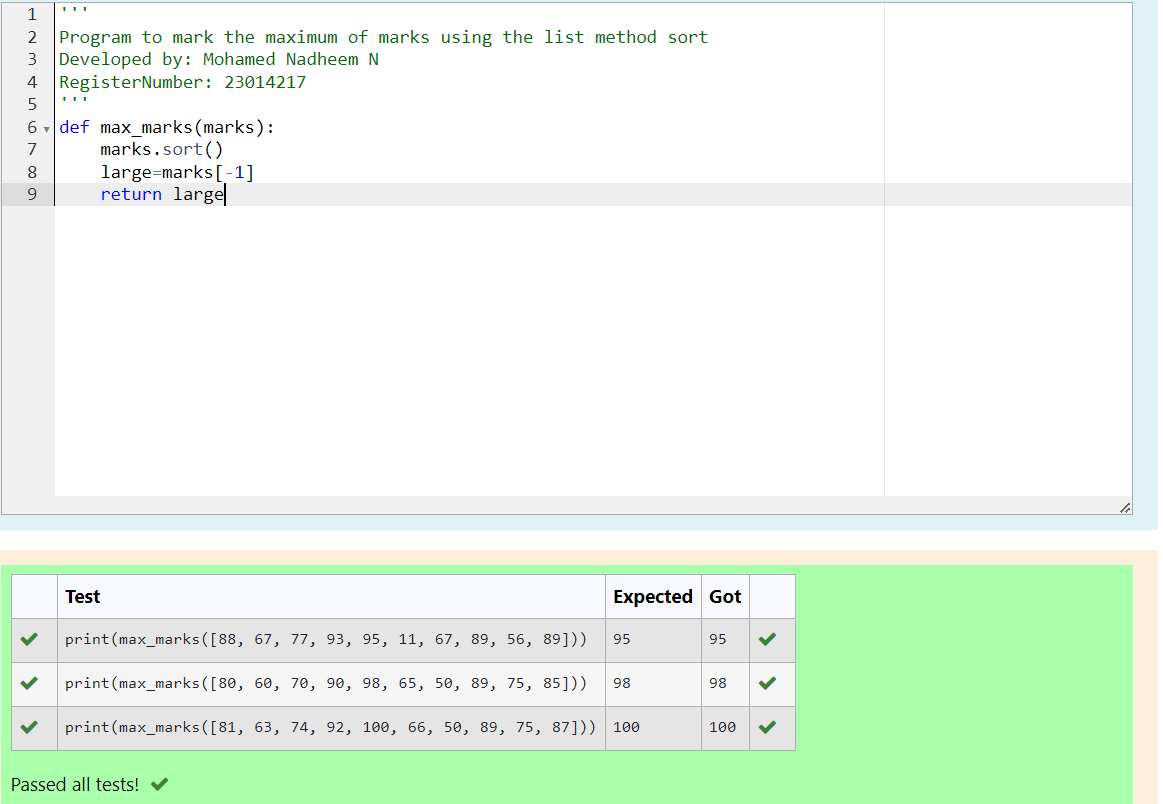 1 '''
2 Program to mark the maximum of marks using the list method sort
3 Developed by: Mohamed Nadheem N
4 RegisterNumber: 23014217
5 '''
6 def max_marks(marks):
7     marks.sort()
8     large=marks[-1]
9     return large
Test Expected Got
print(max_marks([88, 67, 77, 93, 95, 11, 67, 89, 56, 89])) 95 95
print(max_marks([80, 60, 70, 90, 98, 65, 50, 89, 75, 85])) 98 98
print(max_marks([81, 63, 74, 92, 100, 66, 50, 89, 75, 87])) 100 100
Passed all tests!